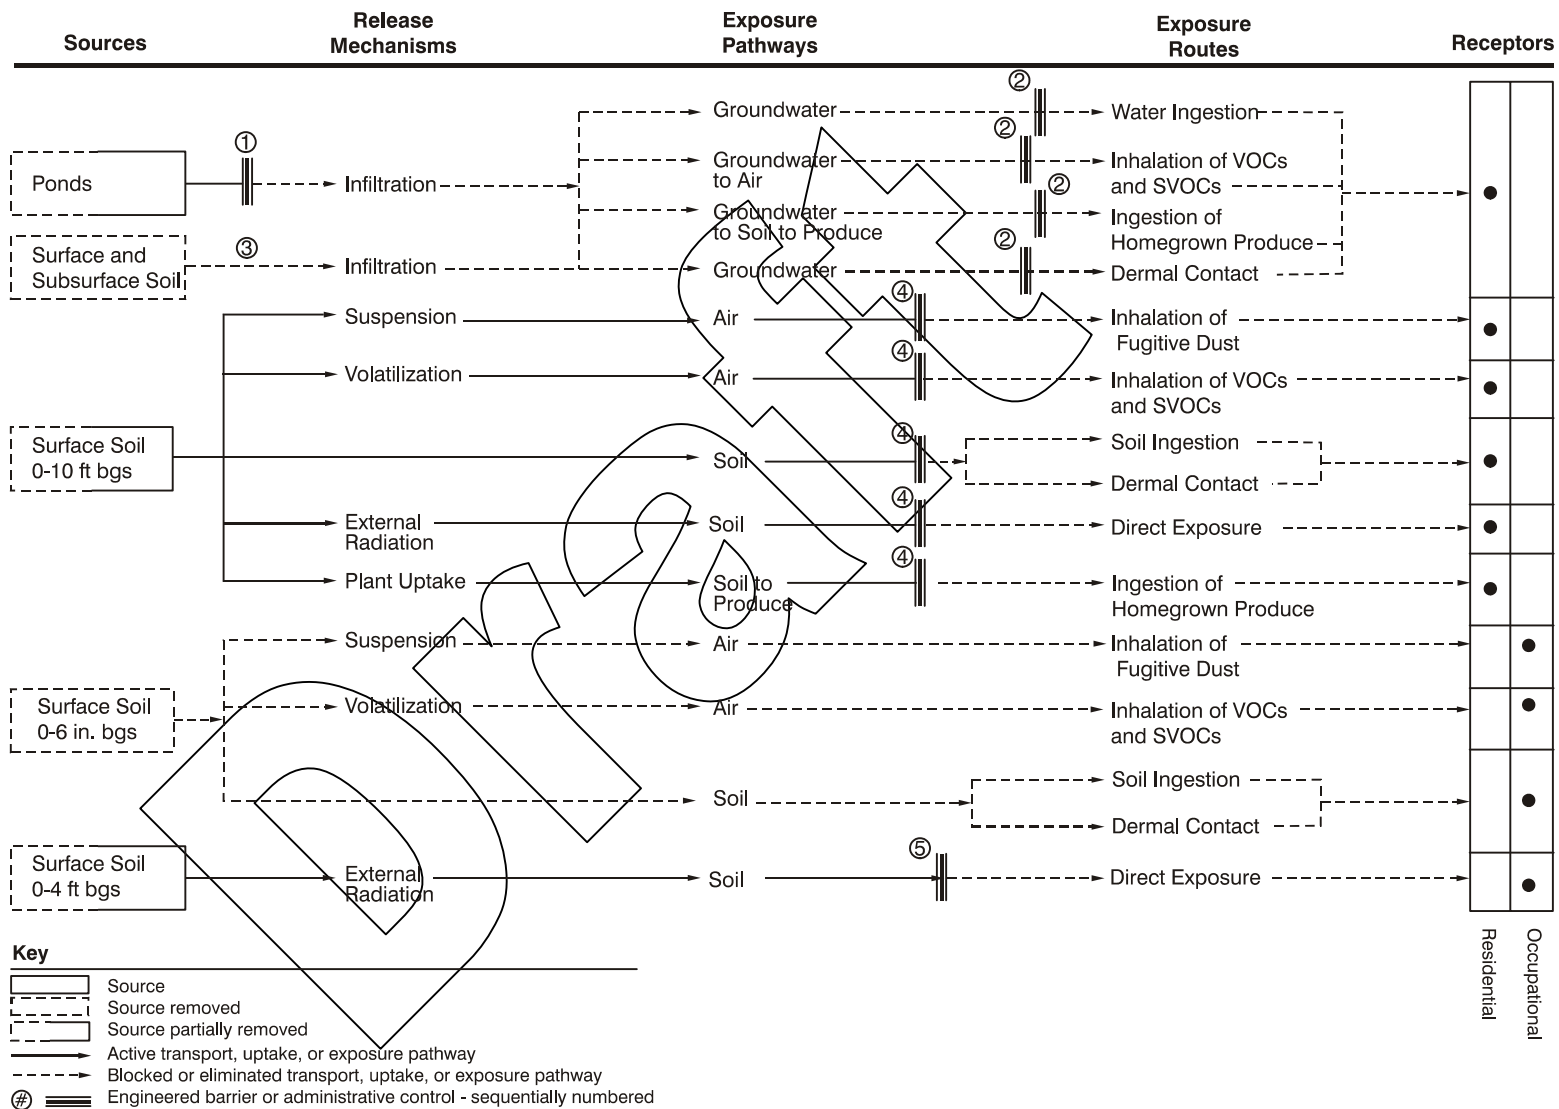 Sources
Release
Mechanisms
Exposure
Pathways
Exposure
Routes
Receptors
Ponds
①
Infiltration
Groundwater
②
Water Ingestion
Groundwater
to Air
②
Inhalation of VOCs
and SVOCs
Groundwater
to Soil to Produce
②
Ingestion of
Homegrown Produce
Surface and
Subsurface Soil
③
Infiltration
Groundwater
②
Dermal Contact
Surface Soil
0-10 ft bgs
Suspension
Air
④
Inhalation of
Fugitive Dust
Volatilization
Air
④
Inhalation of VOCs
and SVOCs
Soil
④
Soil Ingestion
Dermal Contact
External
Radiation
Soil
④
Direct Exposure
Plant Uptake
Soil to
Produce
④
Ingestion of
Homegrown Produce
Surface Soil
0-6 in. bgs
Suspension
Air
Inhalation of
Fugitive Dust
Volatilization
Air
Inhalation of VOCs
and SVOCs
Soil
Soil Ingestion
Dermal Contact
Surface Soil
0-4 ft bgs
External
Radiation
Soil
⑤
Direct Exposure
Residential
Occupational
Draft
Key
Source
Source removed
Source partially removed
Active transport, uptake, or exposure pathway
Blocked or eliminated transport, uptake, or exposure pathway
# Engineered barrier or administrative control - sequentially numbered